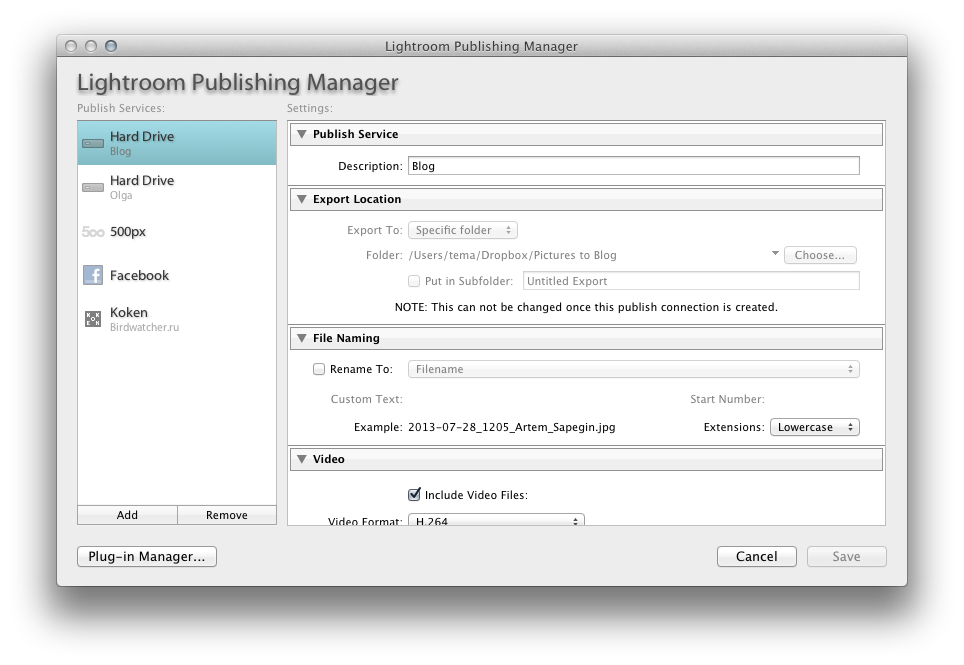 Lightroom Publishing Manager
Lightroom Publishing Manager
Publish Services:
Hard Drive
Blog
Hard Drive
Olga
500 500px
f Facebook
KOKEN Koken
Birdwatcher.ru
Add Remove
Settings:
Publish Service
Description: Blog
Export Location
Export To: Specific folder
Folder: /Users/tema/Dropbox/Pictures to Blog Choose...
Put in Subfolder: Untitled Export
NOTE: This can not be changed once this publish connection is created.
File Naming
Rename To: Filename
Custom Text: Start Number:
Example: 2013-07-28_1205_Artem_Sapegin.jpg Extensions: Lowercase
Video
Include Video Files:
Video Format: H.264
Plug-in Manager... Cancel Save